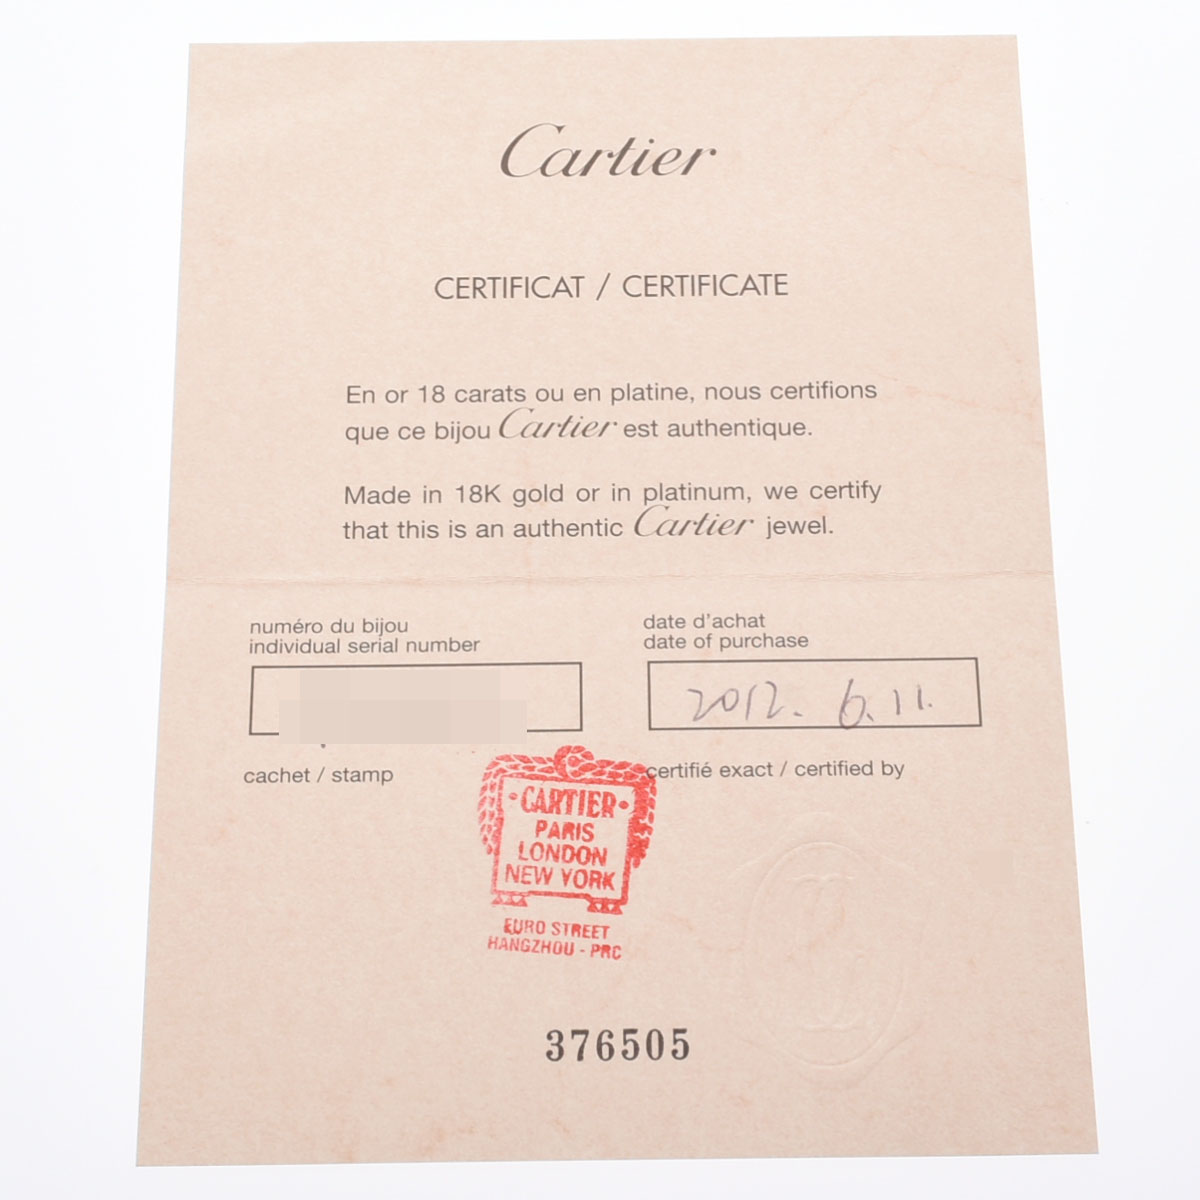 Cartier
CERTIFICAT / CERTIFICATE
En or 18 carats ou en platine, nous certifions
que ce bijou Cartier est authentique.
Made in 18K gold or in platinum, we certify
that this is an authentic Cartier jewel.
numéro du bijou
individual serial number
date d'achat
date of purchase
2012. 6.11.
cachet / stamp
certifié exact / certified by
·CARTIER·
PARIS
LONDON
NEW YORK
EURO STREET
HANGZHOU - PRC
376505